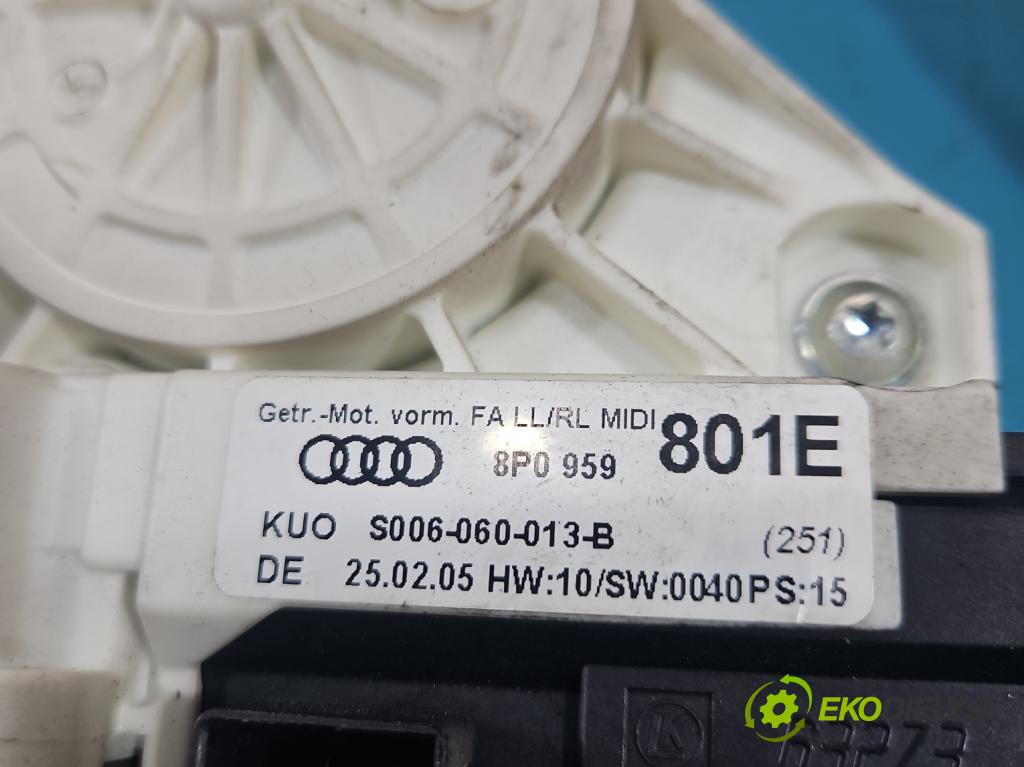 Getr.-Mot. vorm. FA LL/RL MIDI
8P0 959 801E
KUO S006-060-013-B (251)
DE 25.02.05 HW:10/SW:0040 PS:15
K
EKO